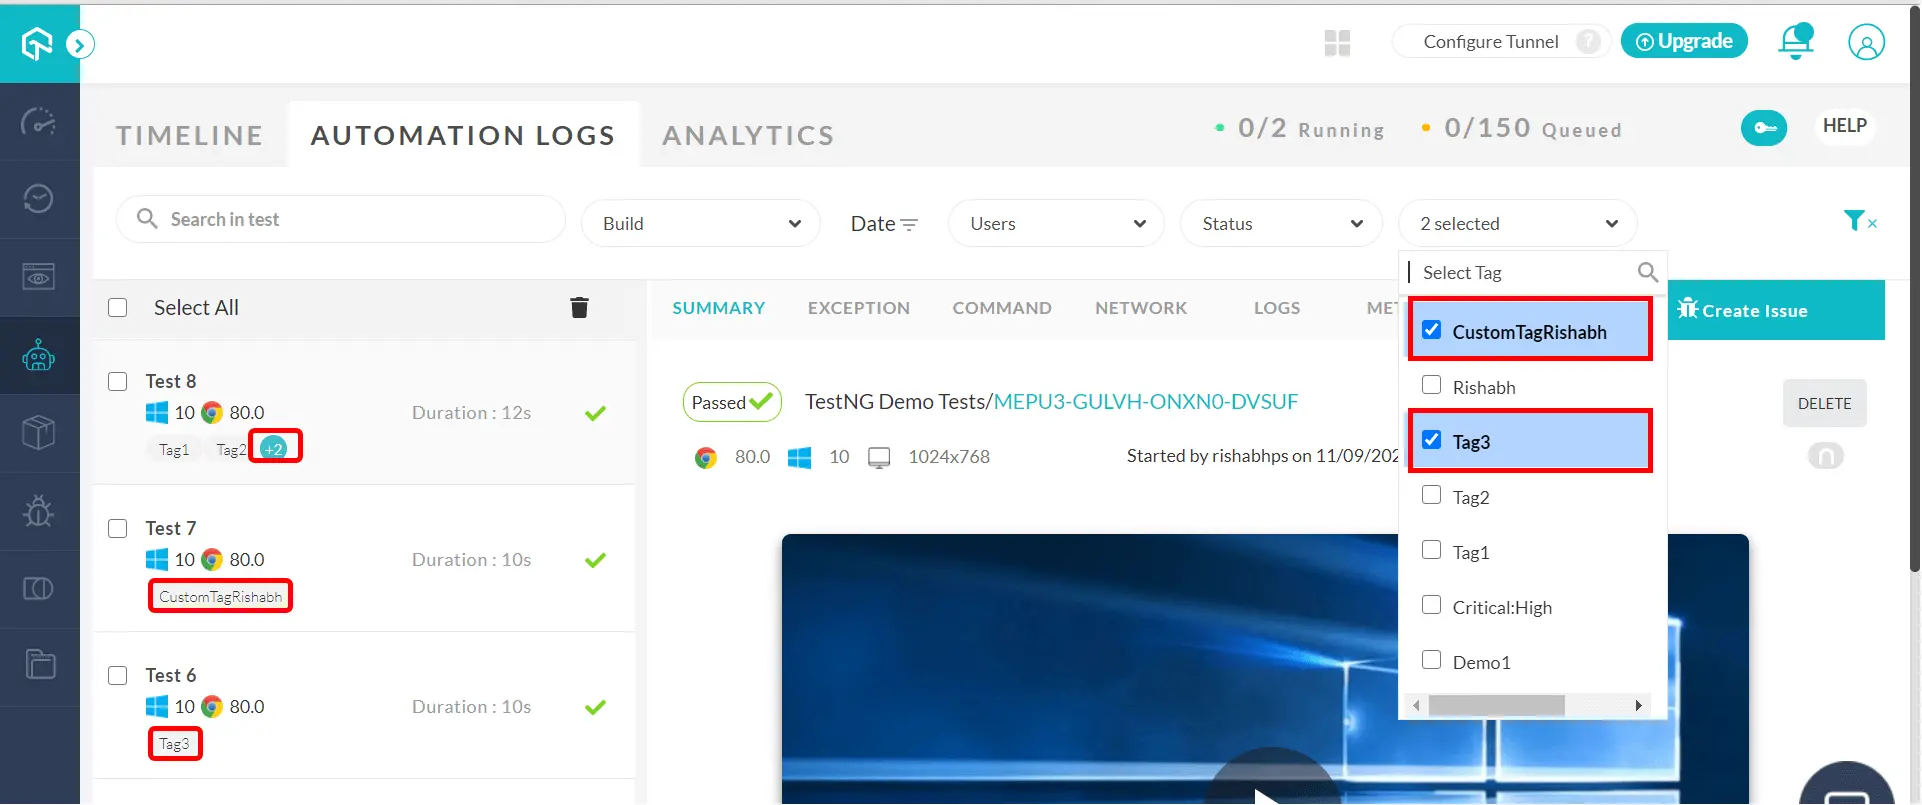 Configure Tunnel ?
Upgrade
TIMELINE
AUTOMATION LOGS
ANALYTICS
0/2 Running
0/150 Queued
HELP
Search in test
Build
Date
Users
Status
2 selected
Select Tag
CustomTagRishabh
Rishabh
Tag3
Tag2
Tag1
Critical:High
Demo1
Select All
SUMMARY
EXCEPTION
COMMAND
NETWORK
LOGS
Create Issue
Test 8
10 80.0
Duration : 12s
Tag1 Tag2 +2
Test 7
10 80.0
Duration : 10s
CustomTagRishabh
Test 6
10 80.0
Duration : 10s
Tag3
Passed
TestNG Demo Tests/MEPU3-GULVH-ONXN0-DVSUF
DELETE
80.0 10 1024x768
Started by rishabhps on 11/09/202